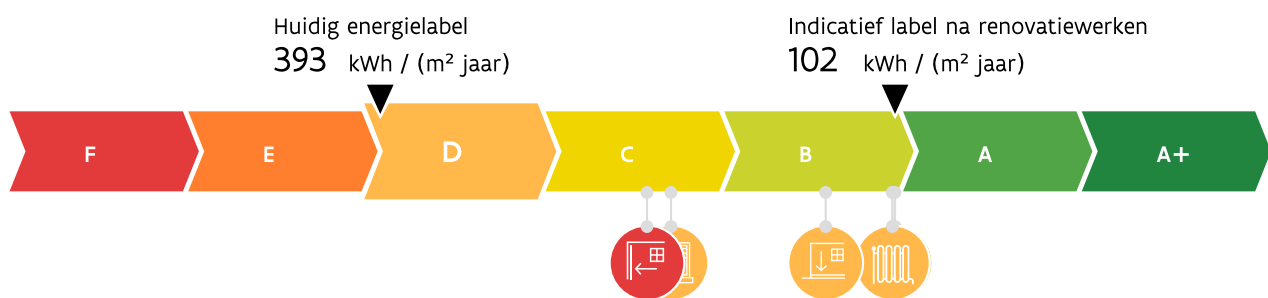 Huidig energielabel
393 kWh / (m² jaar)
Indicatief label na renovatiewerken
102 kWh / (m² jaar)
F E D C B A A+